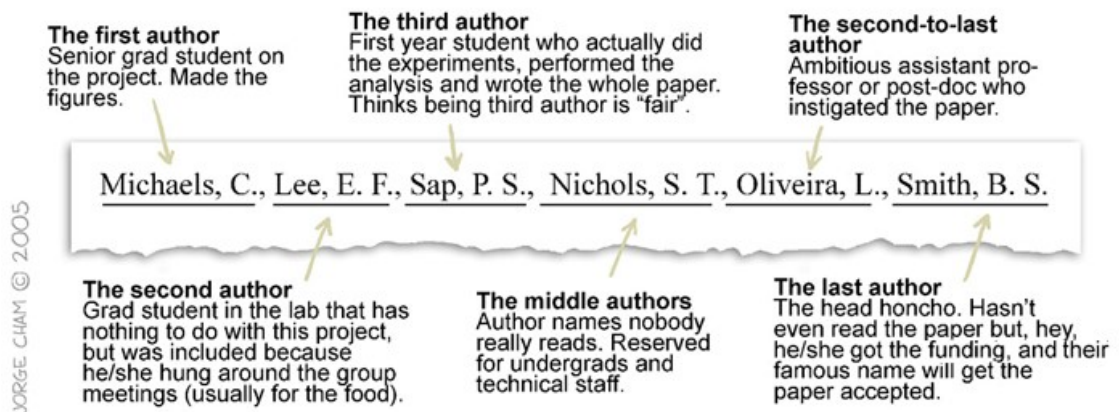 The first author
Senior grad student on
the project. Made the
figures.
The third author
First year student who actually did
the experiments, performed the
analysis and wrote the whole paper.
Thinks being third author is "fair".
The second-to-last
author
Ambitious assistant pro-
fessor or post-doc who
instigated the paper.
Michaels, C., Lee, E. F., Sap, P. S., Nichols, S. T., Oliveira, L., Smith, B. S.
The second author
Grad student in the lab that has
nothing to do with this project,
but was included because
he/she hung around the group
meetings (usually for the food).
The middle authors
Author names nobody
really reads. Reserved
for undergrads and
technical staff.
The last author
The head honcho. Hasn't
even read the paper but, hey,
he/she got the funding, and their
famous name will get the
paper accepted.
JORGE CHAM © 2005